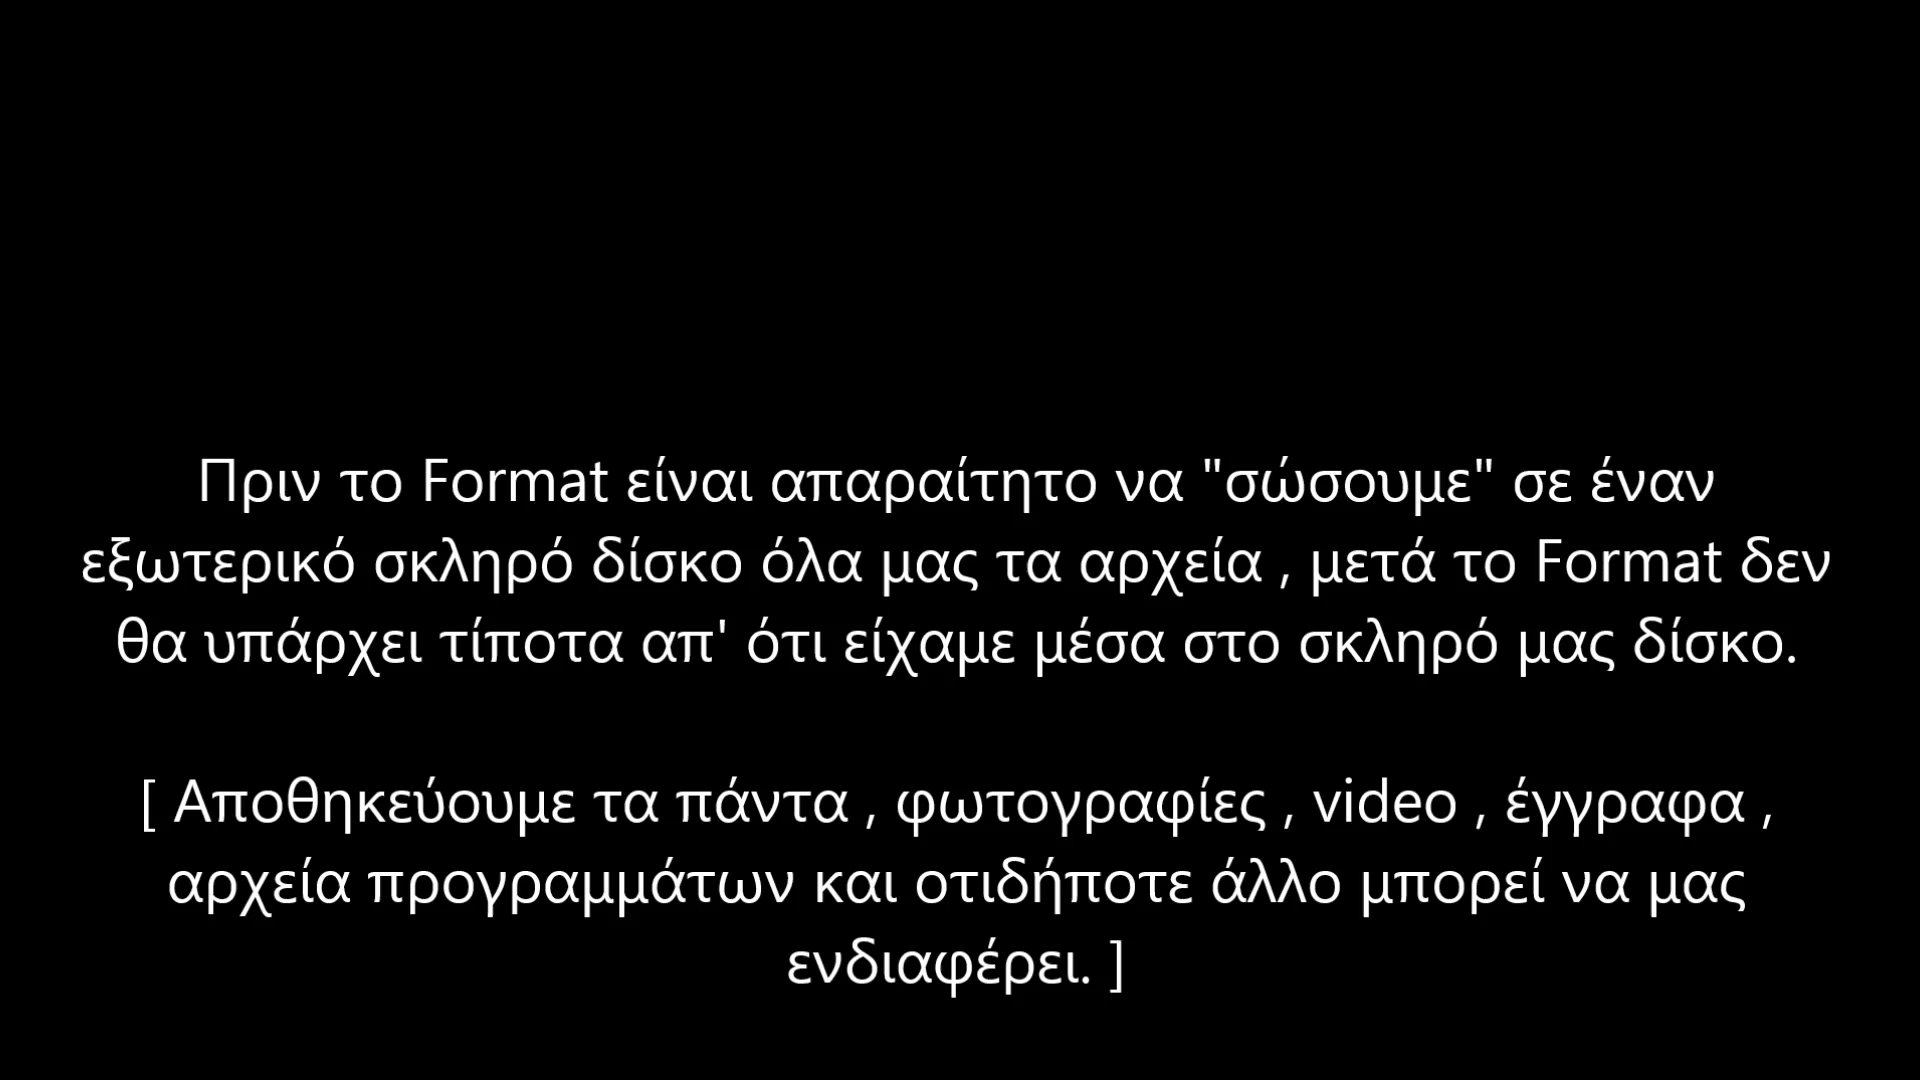 Πριν το Format είναι απαραίτητο να "σώσουμε" σε έναν
εξωτερικό σκληρό δίσκο όλα μας τα αρχεία , μετά το Format δεν
θα υπάρχει τίποτα απ' ότι είχαμε μέσα στο σκληρό μας δίσκο.
[ Αποθηκεύουμε τα πάντα , φωτογραφίες , video , έγγραφα ,
αρχεία προγραμμάτων και οτιδήποτε άλλο μπορεί να μας
ενδιαφέρει. ]